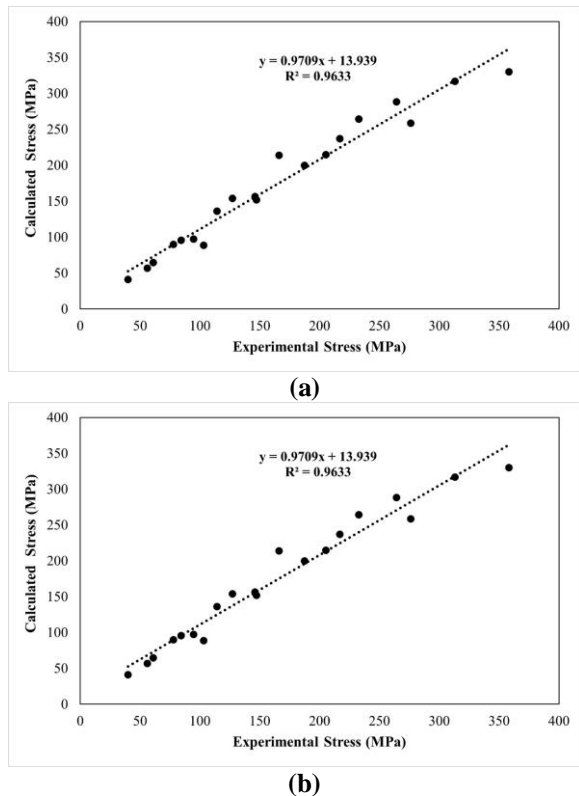 400
350
300
250
200
150
100
50
0
y = 0.9709x + 13.939
R² = 0.9633
Calculated Stress (MPa)
0 50 100 150 200 250 300 350 400
Experimental Stress (MPa)
(a)
400
350
300
250
200
150
100
50
0
y = 0.9709x + 13.939
R² = 0.9633
Calculated Stress (MPa)
0 50 100 150 200 250 300 350 400
Experimental Stress (MPa)
(b)